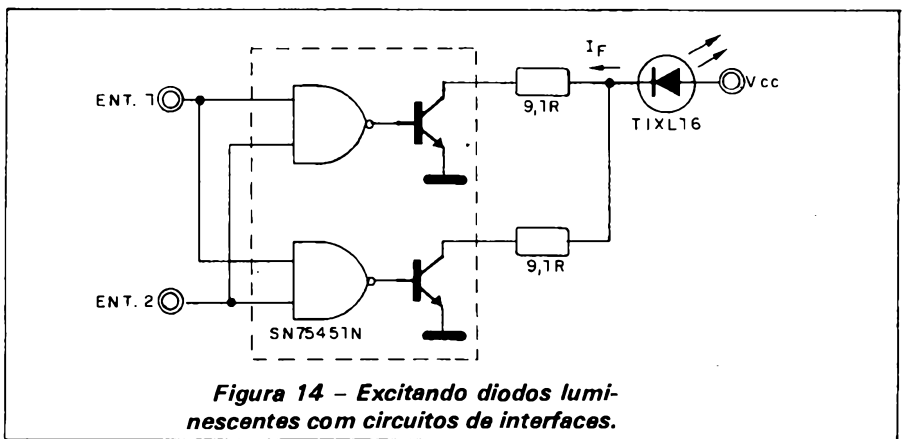 ENT. 1
ENT. 2
SN75451N
9,1R
9,1R
IF
TIXL16
Vcc
Figura 14 – Excitando diodos lumi-
nescentes com circuitos de interfaces.